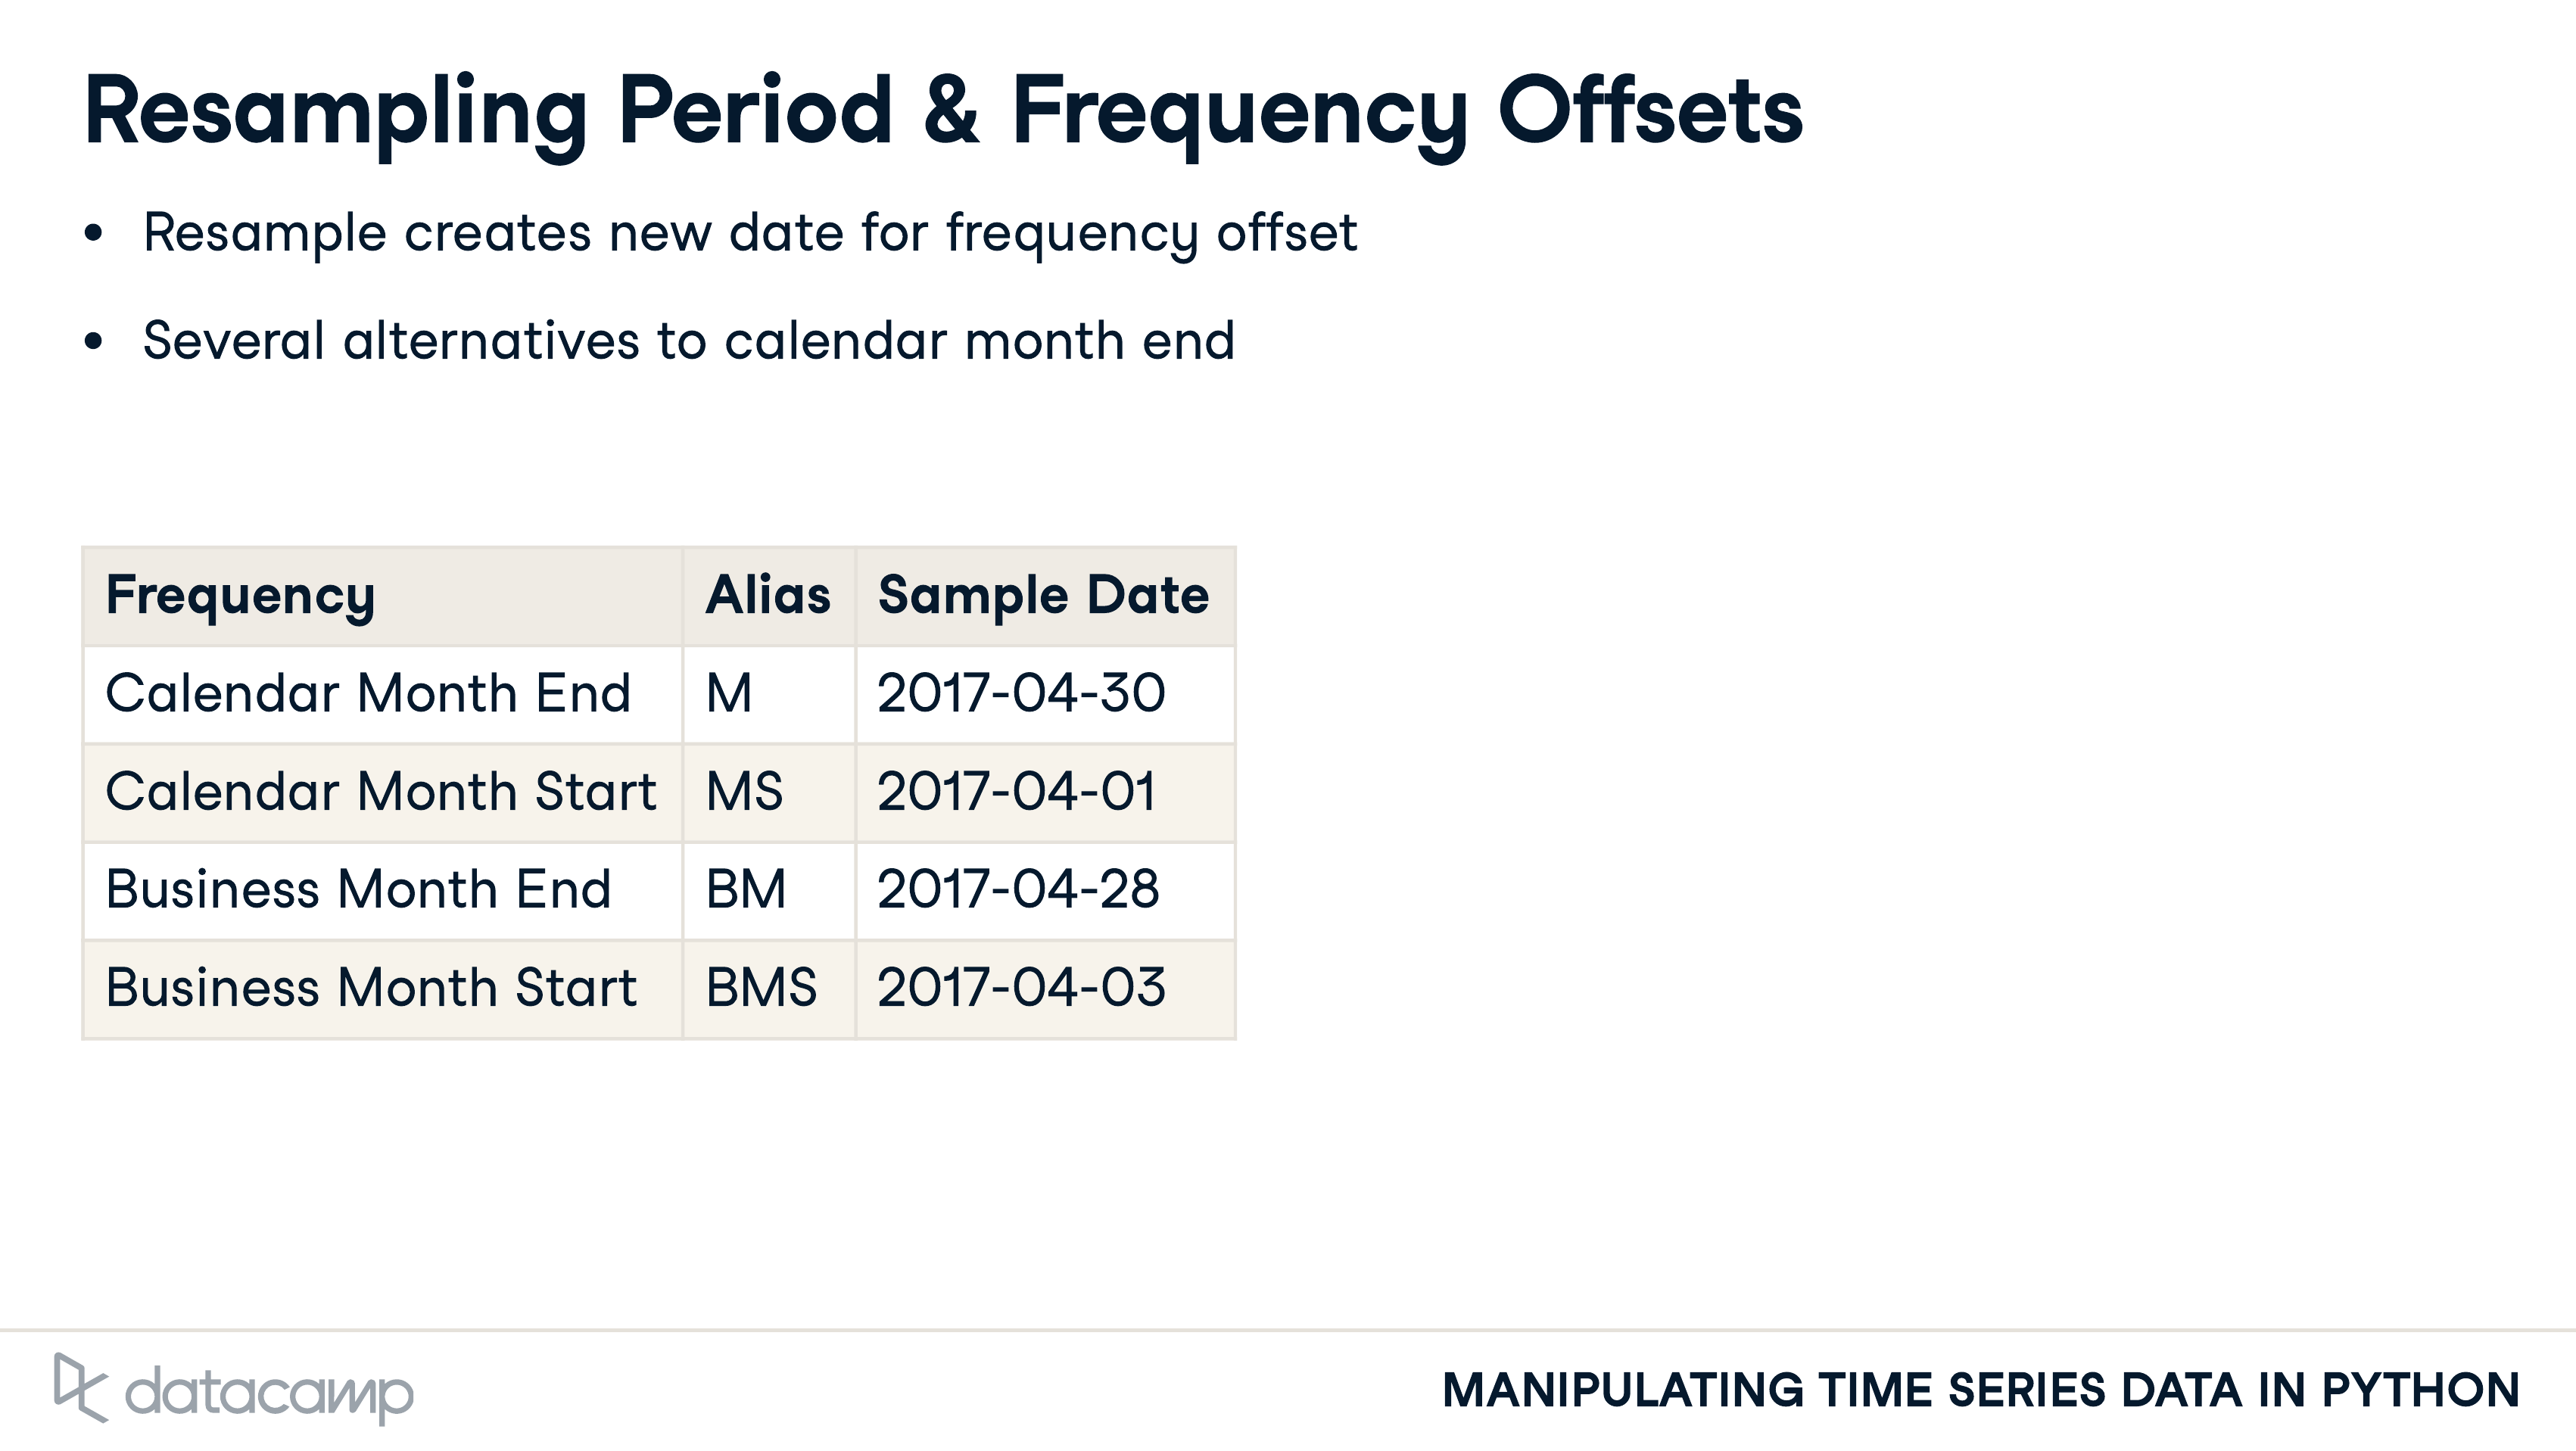 Resampling Period & Frequency Offsets
• Resample creates new date for frequency offset
• Several alternatives to calendar month end
Frequency Alias Sample Date
Calendar Month End M 2017-04-30
Calendar Month Start MS 2017-04-01
Business Month End BM 2017-04-28
Business Month Start BMS 2017-04-03
datacamp
MANIPULATING TIME SERIES DATA IN PYTHON